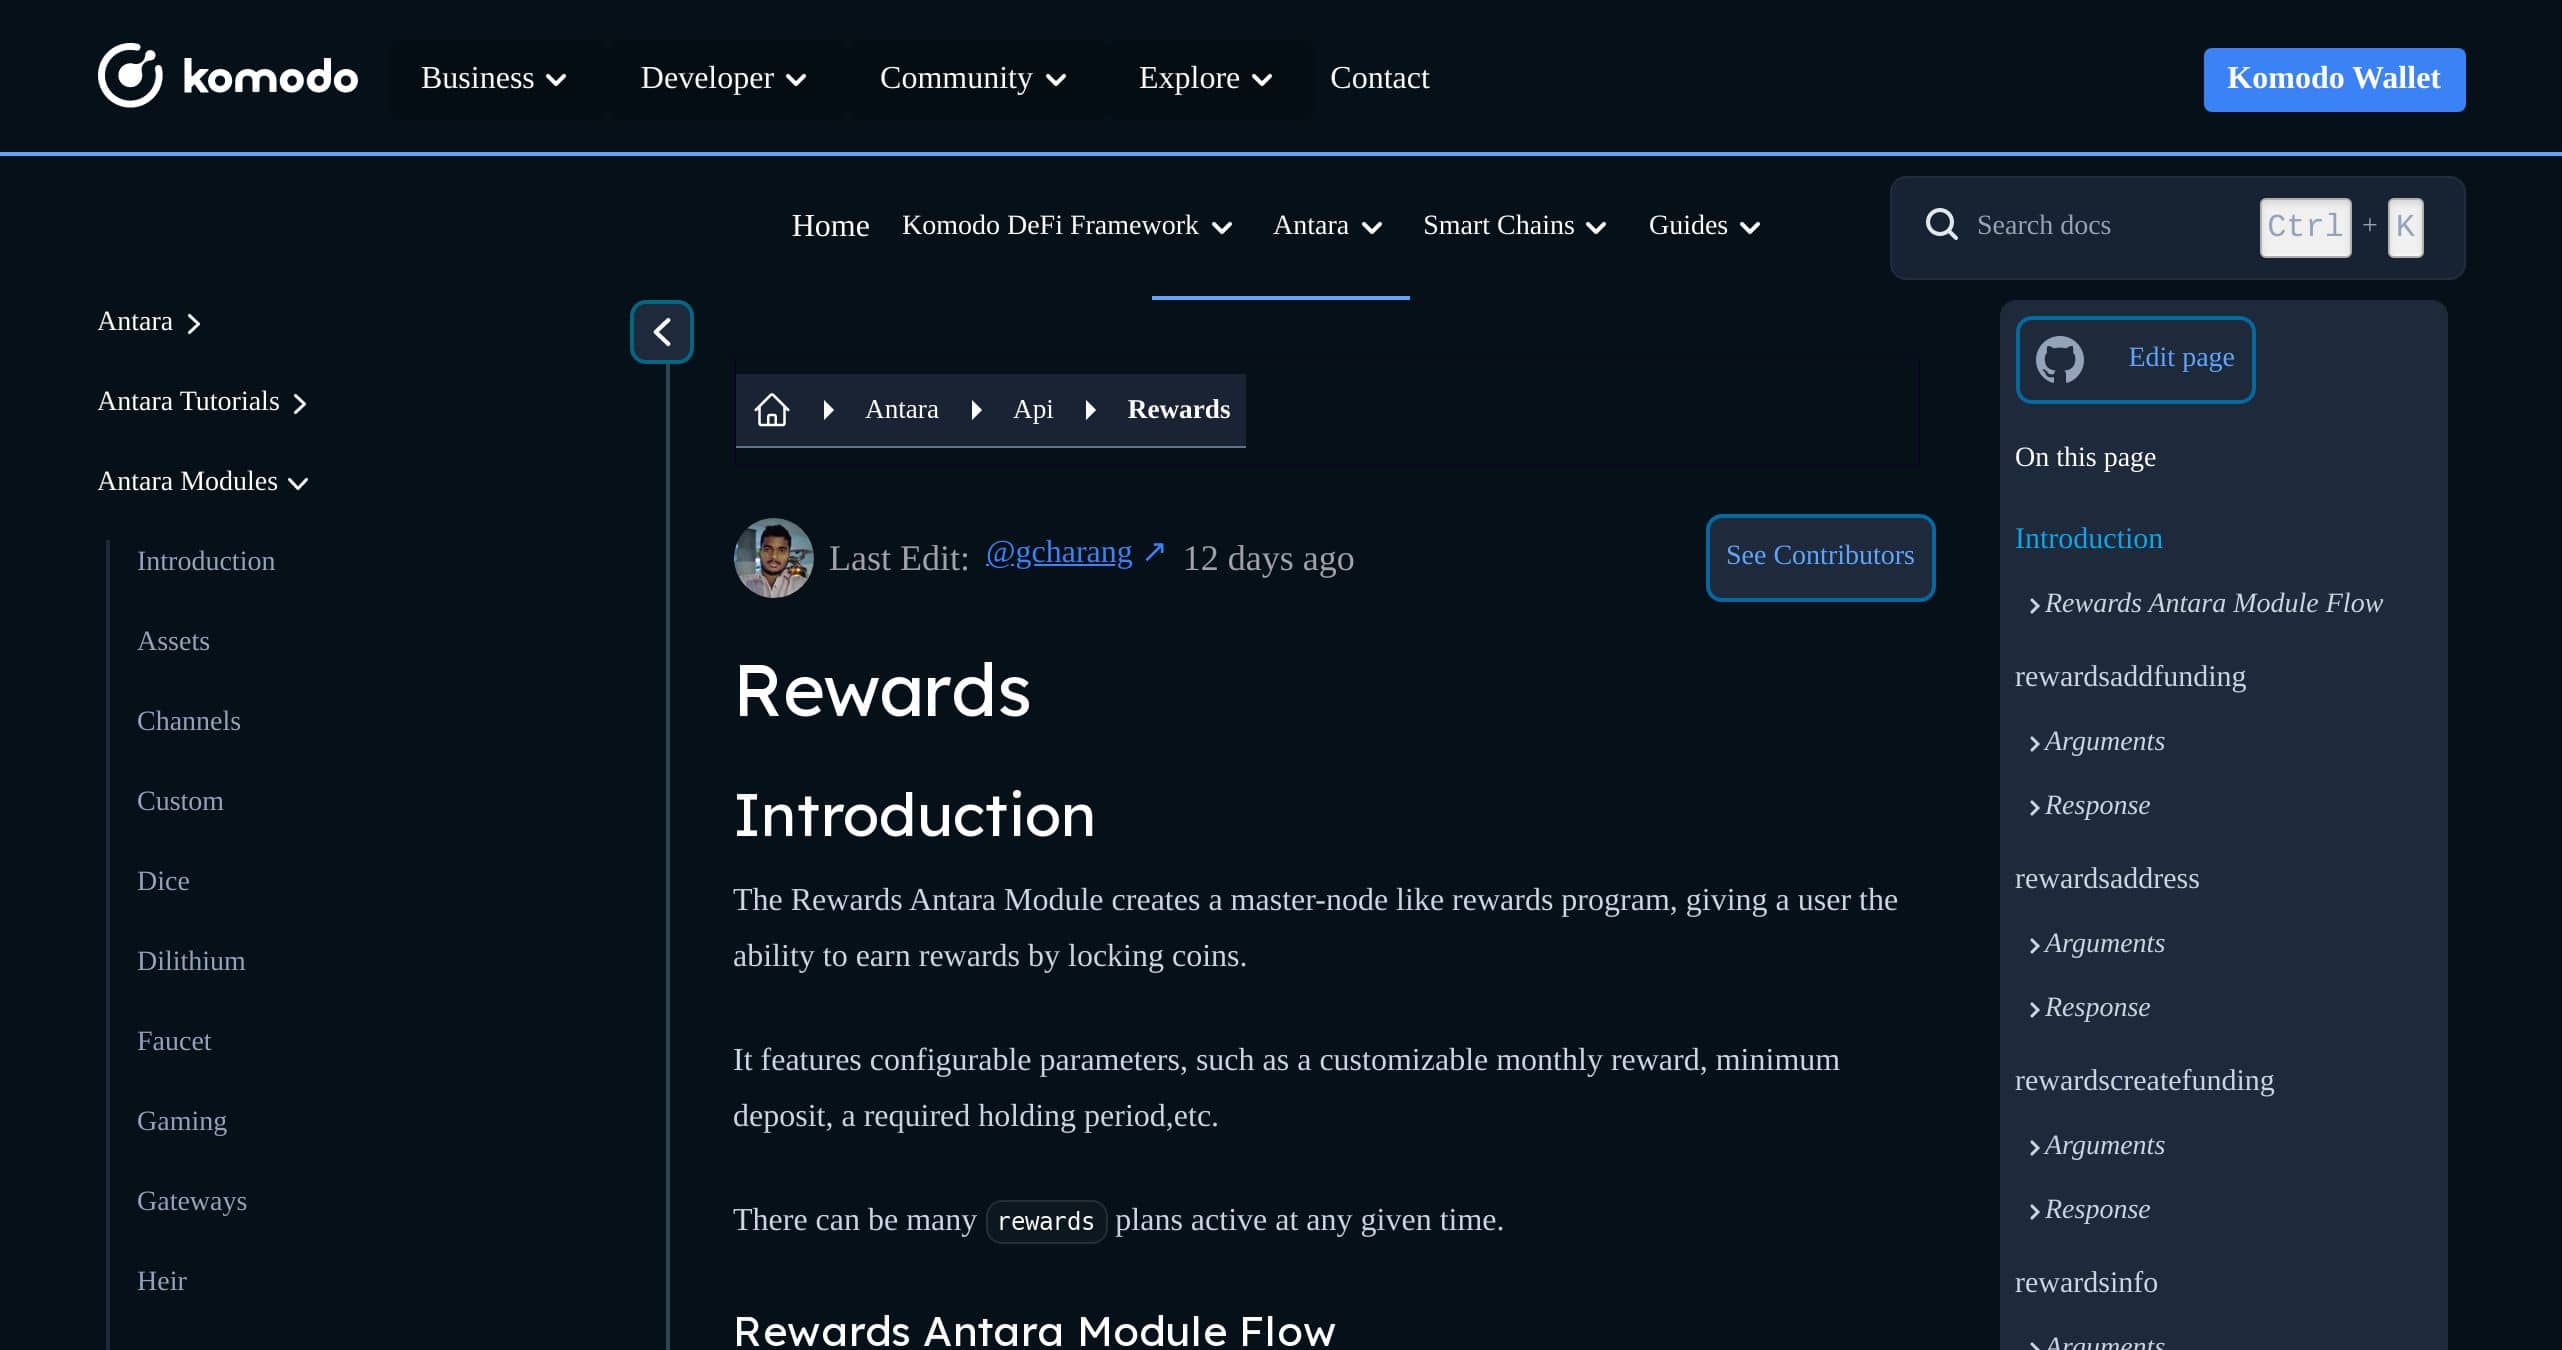 komodo
Business
Developer
Community
Explore
Contact
Komodo Wallet
Home
Komodo DeFi Framework
Antara
Smart Chains
Guides
Search docs
Ctrl + K
Antara
Antara Tutorials
Antara Modules
Introduction
Assets
Channels
Custom
Dice
Dilithium
Faucet
Gaming
Gateways
Heir
Antara
Api
Rewards
Last Edit: @gcharang ↗ 12 days ago
See Contributors
Rewards
Introduction
The Rewards Antara Module creates a master-node like rewards program, giving a user the
ability to earn rewards by locking coins.
It features configurable parameters, such as a customizable monthly reward, minimum
deposit, a required holding period,etc.
There can be many rewards plans active at any given time.
Rewards Antara Module Flow
Edit page
On this page
Introduction
Rewards Antara Module Flow
rewardsaddfunding
Arguments
Response
rewardsaddress
Arguments
Response
rewardscreatefunding
Arguments
Response
rewardsinfo
Arguments